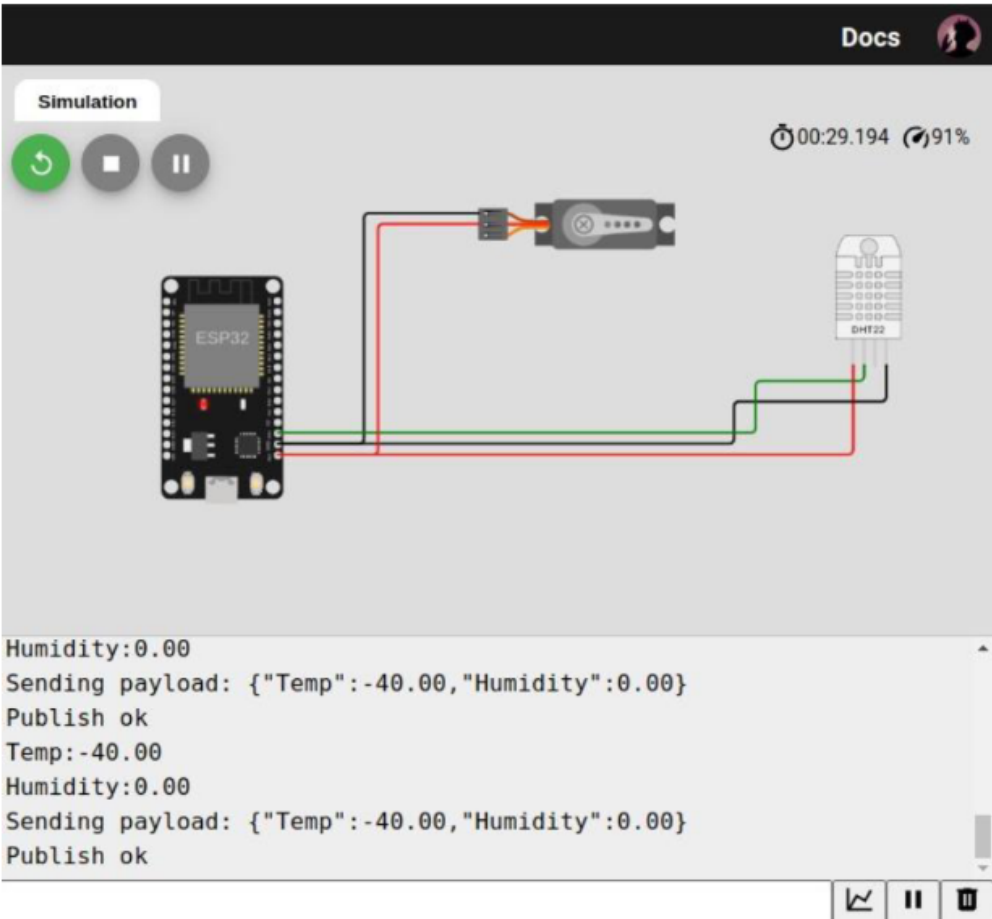 Docs
Simulation
00:29.194 91%
ESP32
DHT22
Humidity:0.00
Sending payload: {"Temp":-40.00,"Humidity":0.00}
Publish ok
Temp:-40.00
Humidity:0.00
Sending payload: {"Temp":-40.00,"Humidity":0.00}
Publish ok